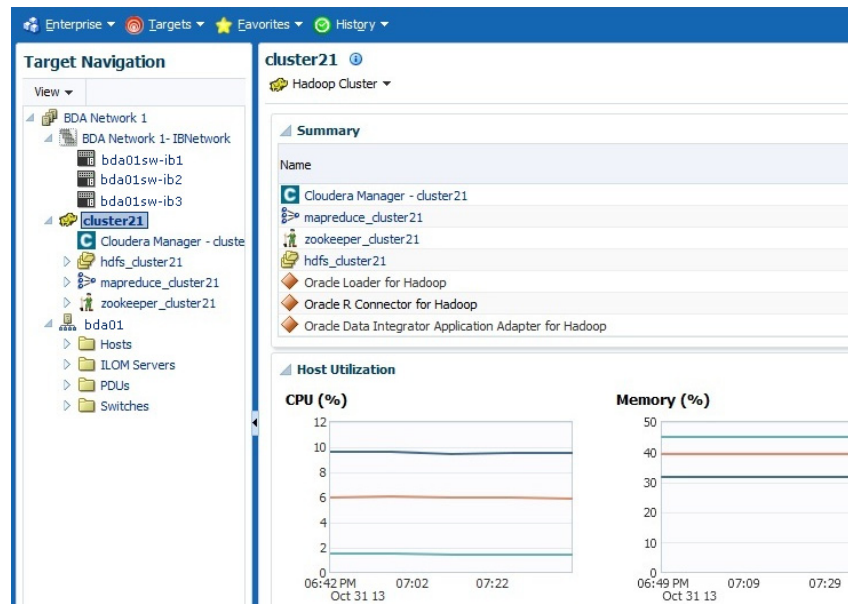 Enterprise Targets Favorites History
Target Navigation
View
BDA Network 1
BDA Network 1- IBNetwork
bda01sw-ib1
bda01sw-ib2
bda01sw-ib3
cluster21
Cloudera Manager - cluste
hdfs_cluster21
mapreduce_cluster21
zookeeper_cluster21
bda01
Hosts
ILOM Servers
PDUs
Switches
cluster21
Hadoop Cluster
Summary
Name
Cloudera Manager - cluster21
mapreduce_cluster21
zookeeper_cluster21
hdfs_cluster21
Oracle Loader for Hadoop
Oracle R Connector for Hadoop
Oracle Data Integrator Application Adapter for Hadoop
Host Utilization
CPU (%)
12
10
8
6
4
2
0
06:42 PM 07:02 07:22
Oct 31 13
Memory (%)
50
40
30
20
10
0
06:49 PM 07:09 07:29
Oct 31 13